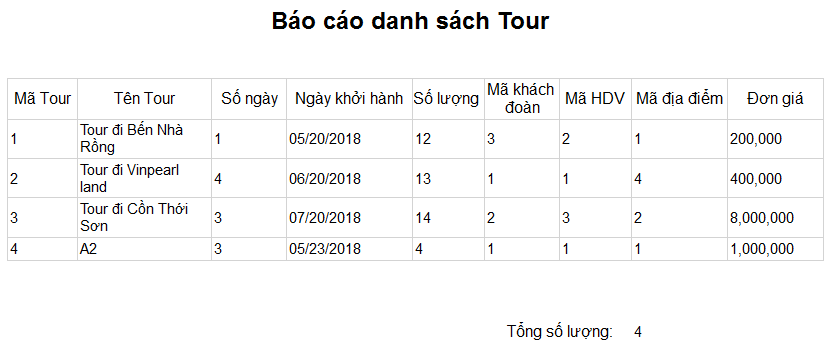 Báo cáo danh sách Tour
Mã Tour Tên Tour Số ngày Ngày khởi hành Số lượng Mã khách đoàn Mã HDV Mã địa điểm Đơn giá
1 Tour đi Bến Nhà Rồng 1 05/20/2018 12 3 2 1 200,000
2 Tour đi Vinpearl land 4 06/20/2018 13 1 1 4 400,000
3 Tour đi Cồn Thới Sơn 3 07/20/2018 14 2 3 2 8,000,000
4 A2 3 05/23/2018 4 1 1 1 1,000,000
Tổng số lượng: 4